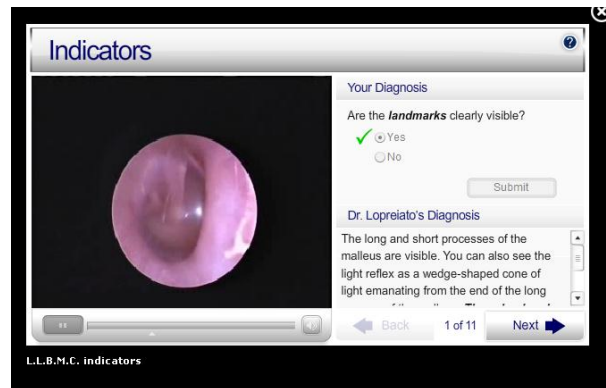 Indicators
?
Your Diagnosis
Are the landmarks clearly visible?
Yes
No
Submit
Dr. Lopreiato's Diagnosis
The long and short processes of the
malleus are visible. You can also see the
light reflex as a wedge-shaped cone of
light emanating from the end of the long
Back
1 of 11
Next
L.L.B.M.C. indicators